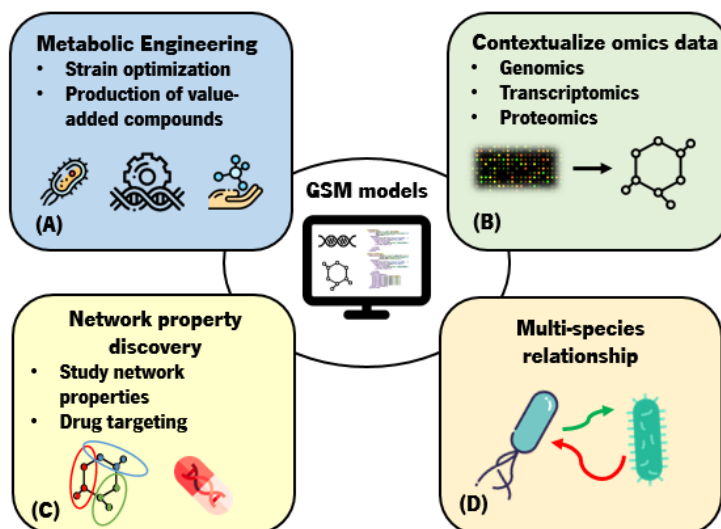 Metabolic Engineering
• Strain optimization
• Production of value-
added compounds
(A)
Contextualize omics data
• Genomics
• Transcriptomics
• Proteomics
(B)
GSM models
Network property
discovery
• Study network
properties
• Drug targeting
(C)
Multi-species
relationship
(D)